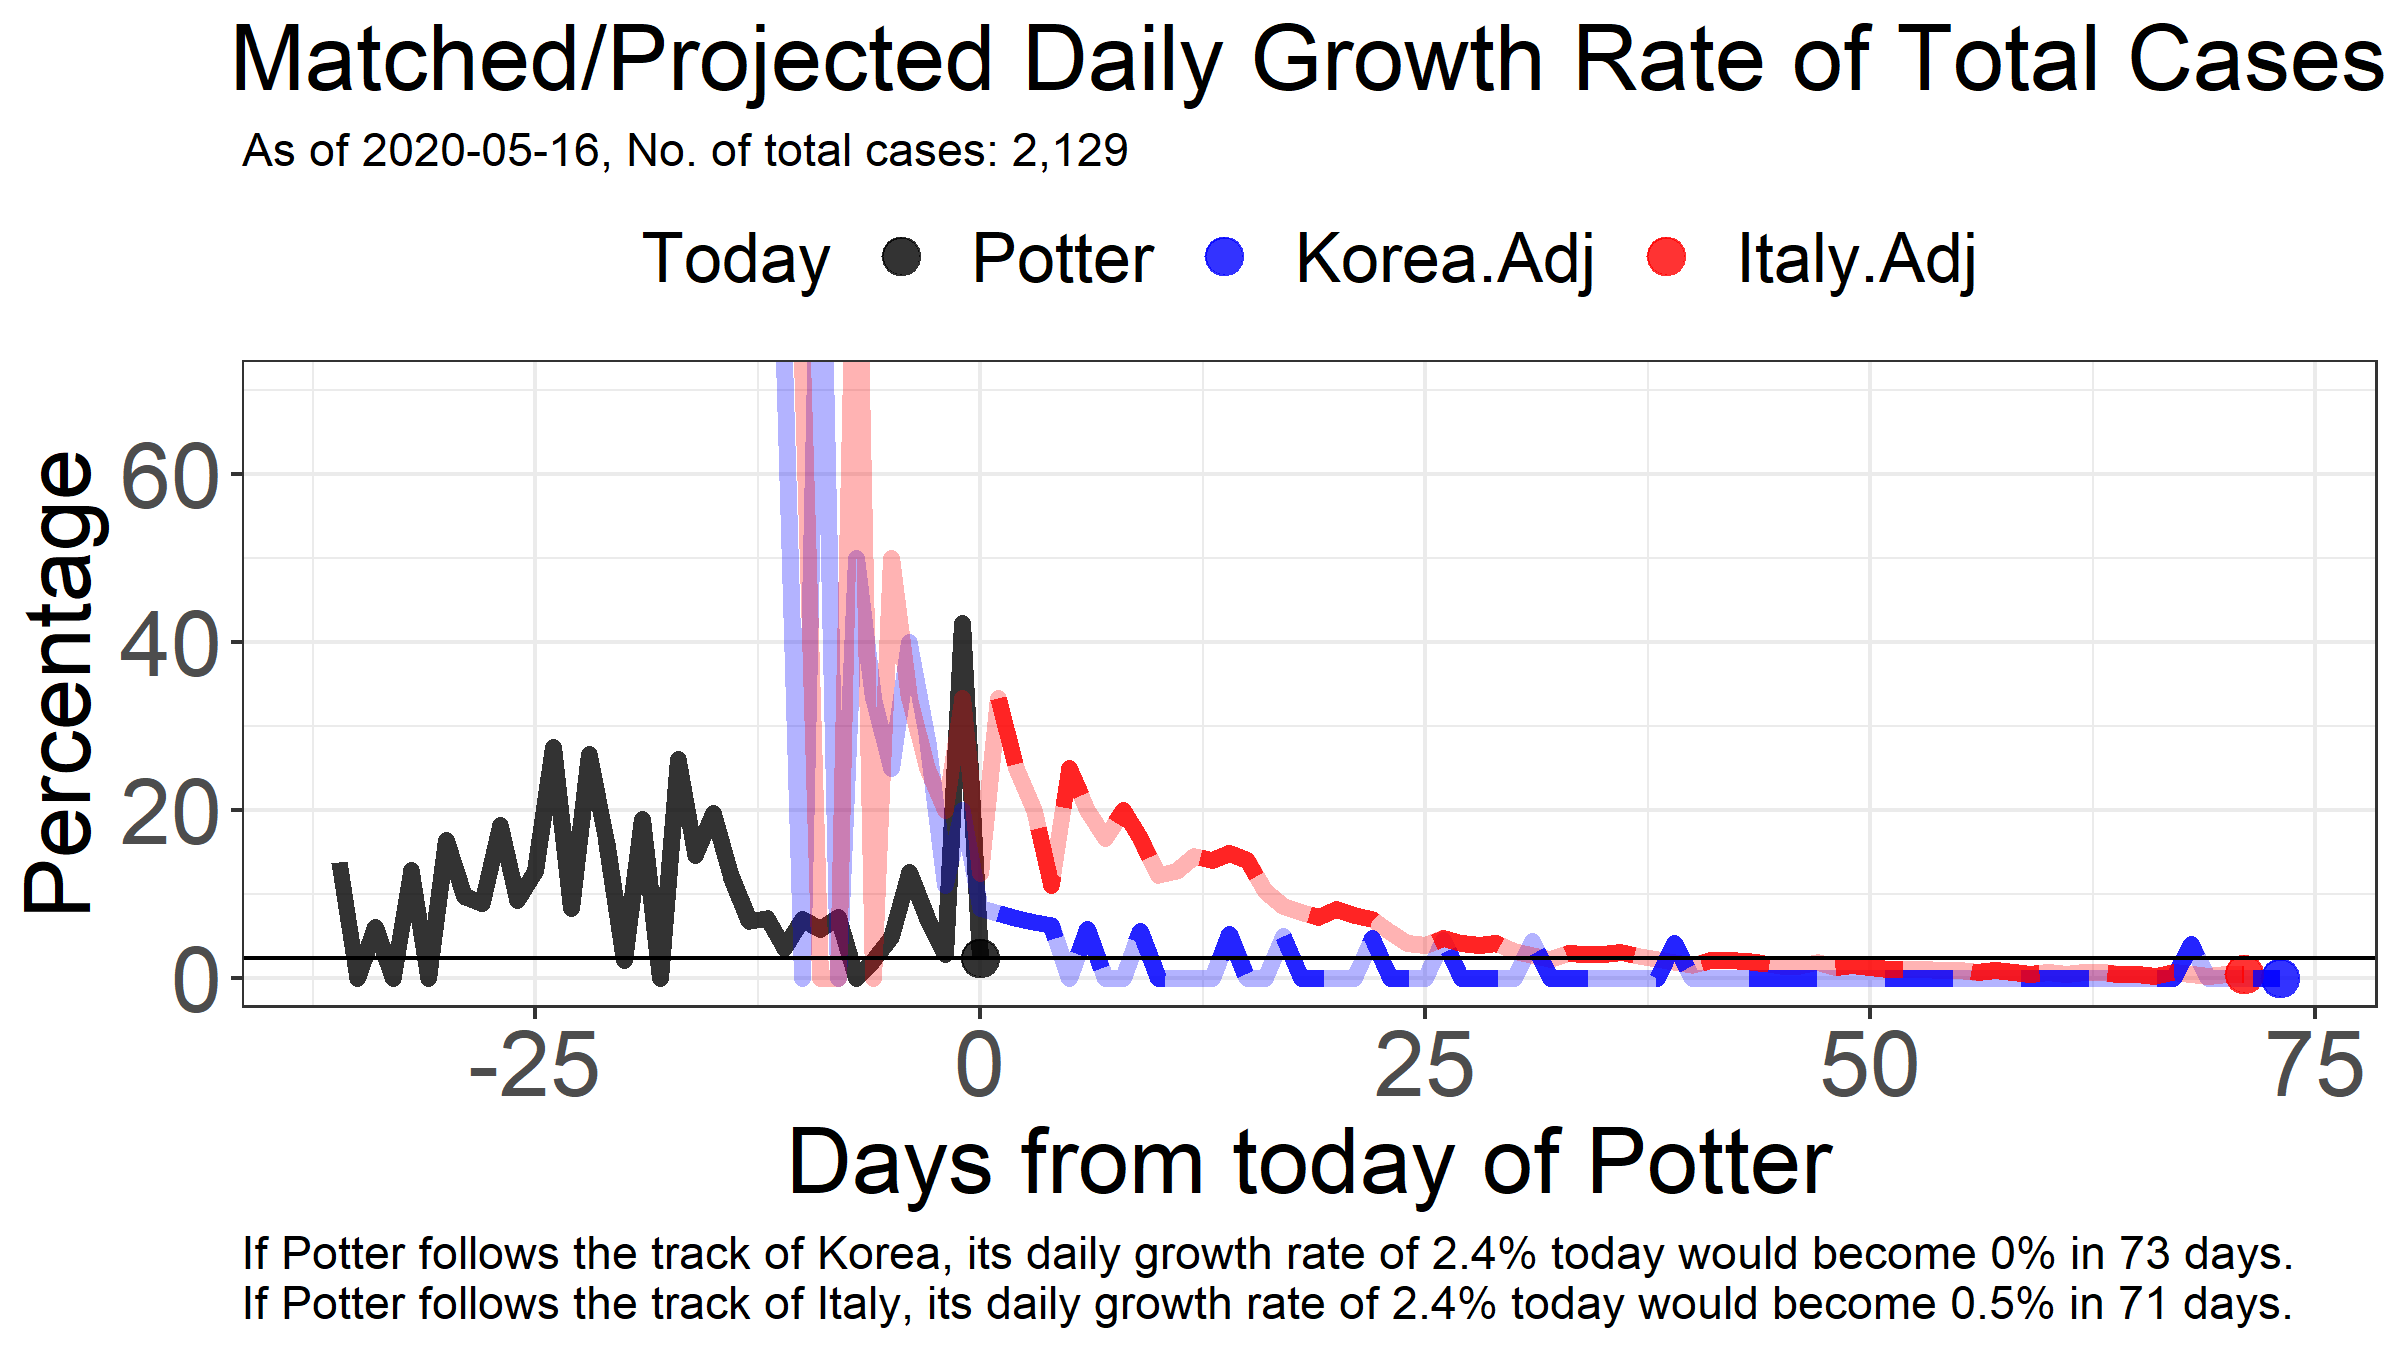 Matched/Projected Daily Growth Rate of Total Cases
As of 2020-05-16, No. of total cases: 2,129
Today Potter Korea.Adj Italy.Adj
Percentage
60
40
20
0
-25 0 25 50 75
Days from today of Potter
If Potter follows the track of Korea, its daily growth rate of 2.4% today would become 0% in 73 days.
If Potter follows the track of Italy, its daily growth rate of 2.4% today would become 0.5% in 71 days.